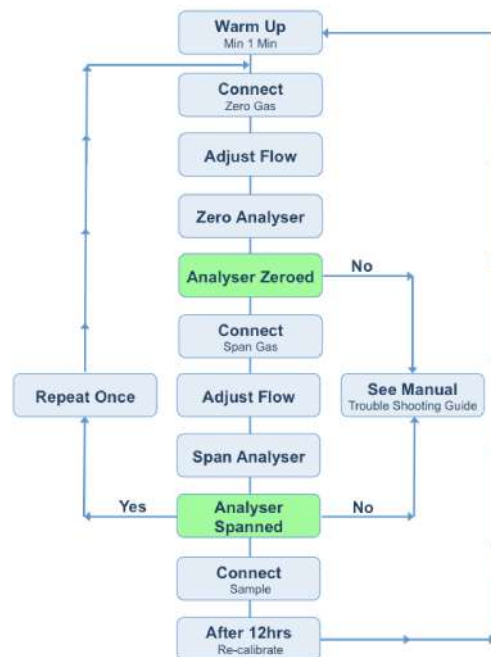 Warm Up
Min 1 Min
Connect
Zero Gas
Adjust Flow
Zero Analyser
Analyser Zeroed
No
Connect
Span Gas
Repeat Once
Adjust Flow
See Manual
Trouble Shooting Guide
Span Analyser
Yes
Analyser
Spanned
No
Connect
Sample
After 12hrs
Re-calibrate